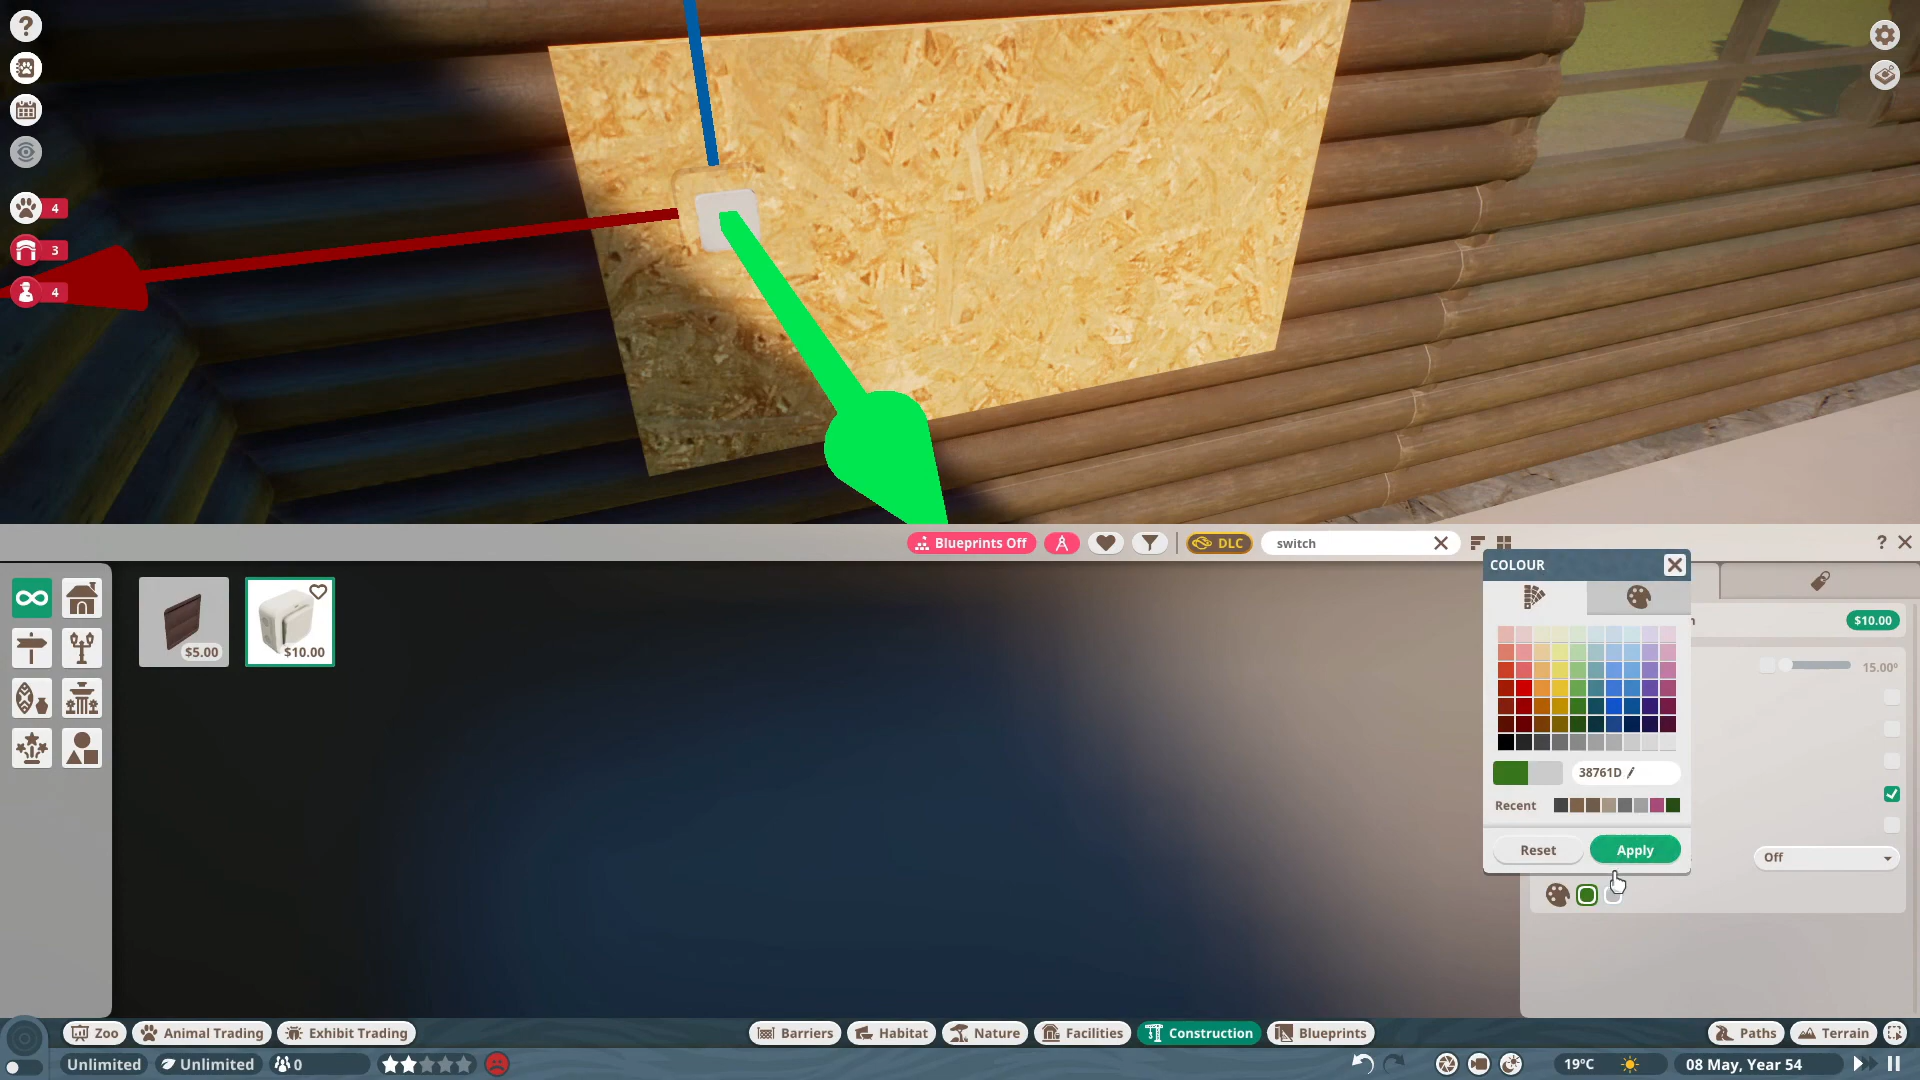 ?
4
3
4
Blueprints Off
DLC
switch
?
COLOUR
$5.00
$10.00
$10.00
15.00°
38761D
Recent
Reset
Apply
Off
Zoo
Animal Trading
Exhibit Trading
Barriers
Habitat
Nature
Facilities
Construction
Blueprints
Paths
Terrain
Unlimited
Unlimited
0
19°C
08 May, Year 54